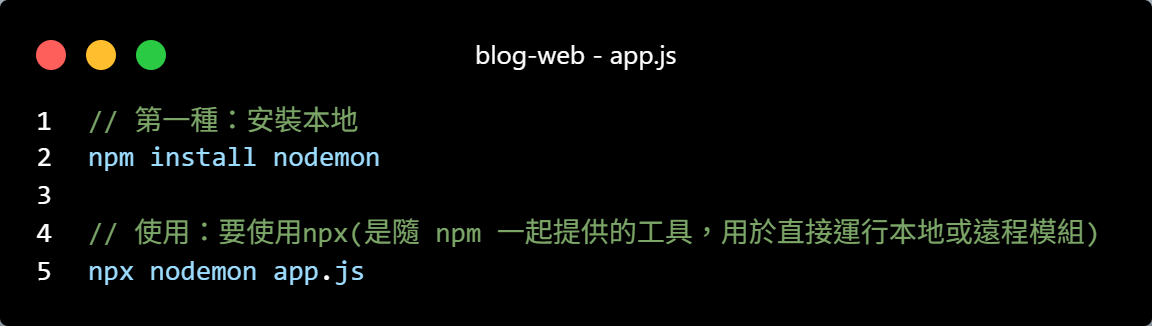 blog-web - app.js
1 // 第一種：安裝本地
2 npm install nodemon
3
4 // 使用：要使用npx(是隨 npm 一起提供的工具，用於直接運行本地或遠程模組)
5 npx nodemon app.js